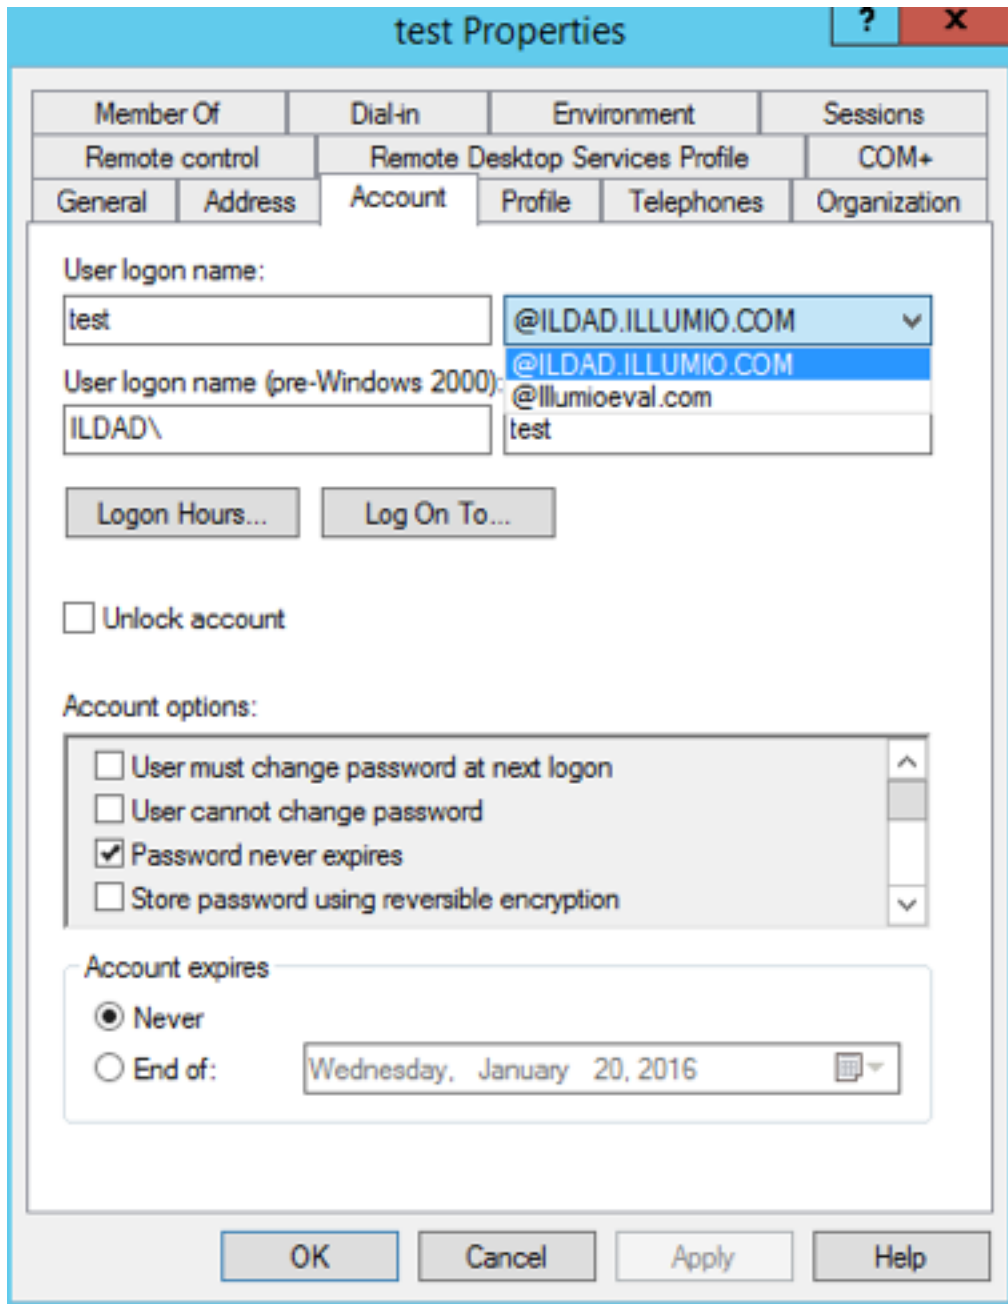 test Properties
? x
Member Of Dial-in Environment Sessions
Remote control Remote Desktop Services Profile COM+
General Address Account Profile Telephones Organization
User logon name:
test @ILDAD.ILLUMIO.COM
@ILDAD.ILLUMIO.COM
User logon name (pre-Windows 2000): @Illumioeval.com
ILDAD\ test
Logon Hours... Log On To...
Unlock account
Account options:
User must change password at next logon
User cannot change password
Password never expires
Store password using reversible encryption
Account expires
Never
End of: Wednesday, January 20, 2016
OK Cancel Apply Help